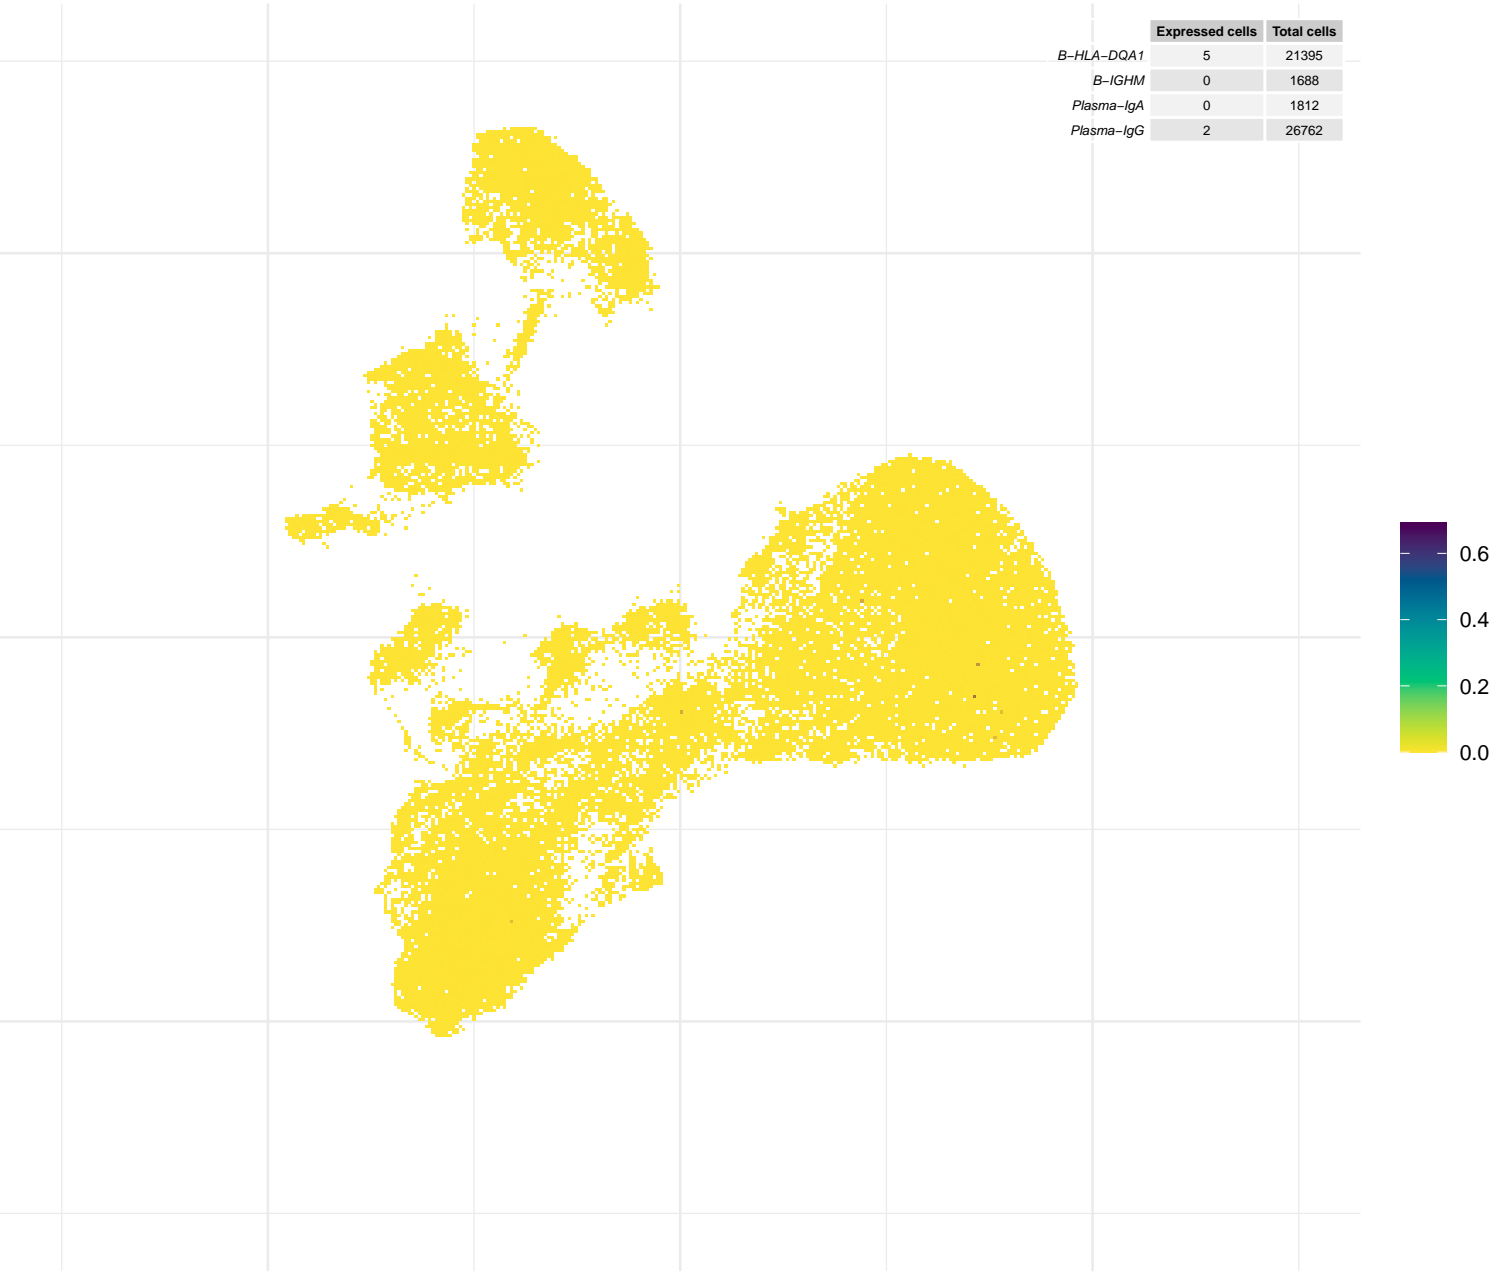 Expressed cells Total cells
B−HLA−DQA1 5 21395
B−IGHM 0 1688
Plasma−IgA 0 1812
Plasma−IgG 2 26762
0.6
0.4
0.2
0.0